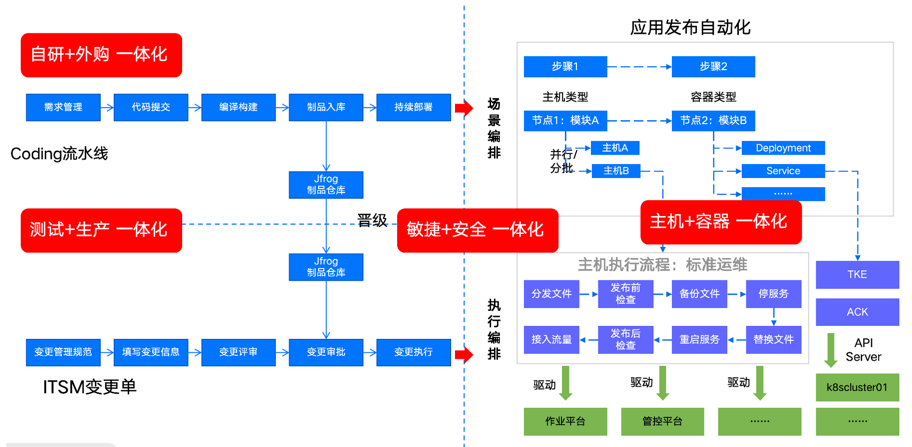 应用发布自动化
自研+外购 一体化
步骤1
步骤2
主机类型
容器类型
需求管理
代码提交
编译构建
制品入库
持续部署
场景编排
节点1：模块A
节点2：模块B
Coding流水线
并行/
分批
主机A
主机B
Deployment
Service
······
Jfrog
制品仓库
测试+生产 一体化
晋级
敏捷+安全 一体化
主机+容器 一体化
Jfrog
制品仓库
主机执行流程：标准运维
TKE
ACK
分发文件
发布前
检查
备份文件
停服务
执行编排
接入流量
发布后
检查
重启服务
替换文件
API
Server
变更管理规范
填写变更信息
变更评审
变更审批
变更执行
ITSM变更单
驱动
驱动
驱动
k8scluster01
作业平台
管控平台
······
······